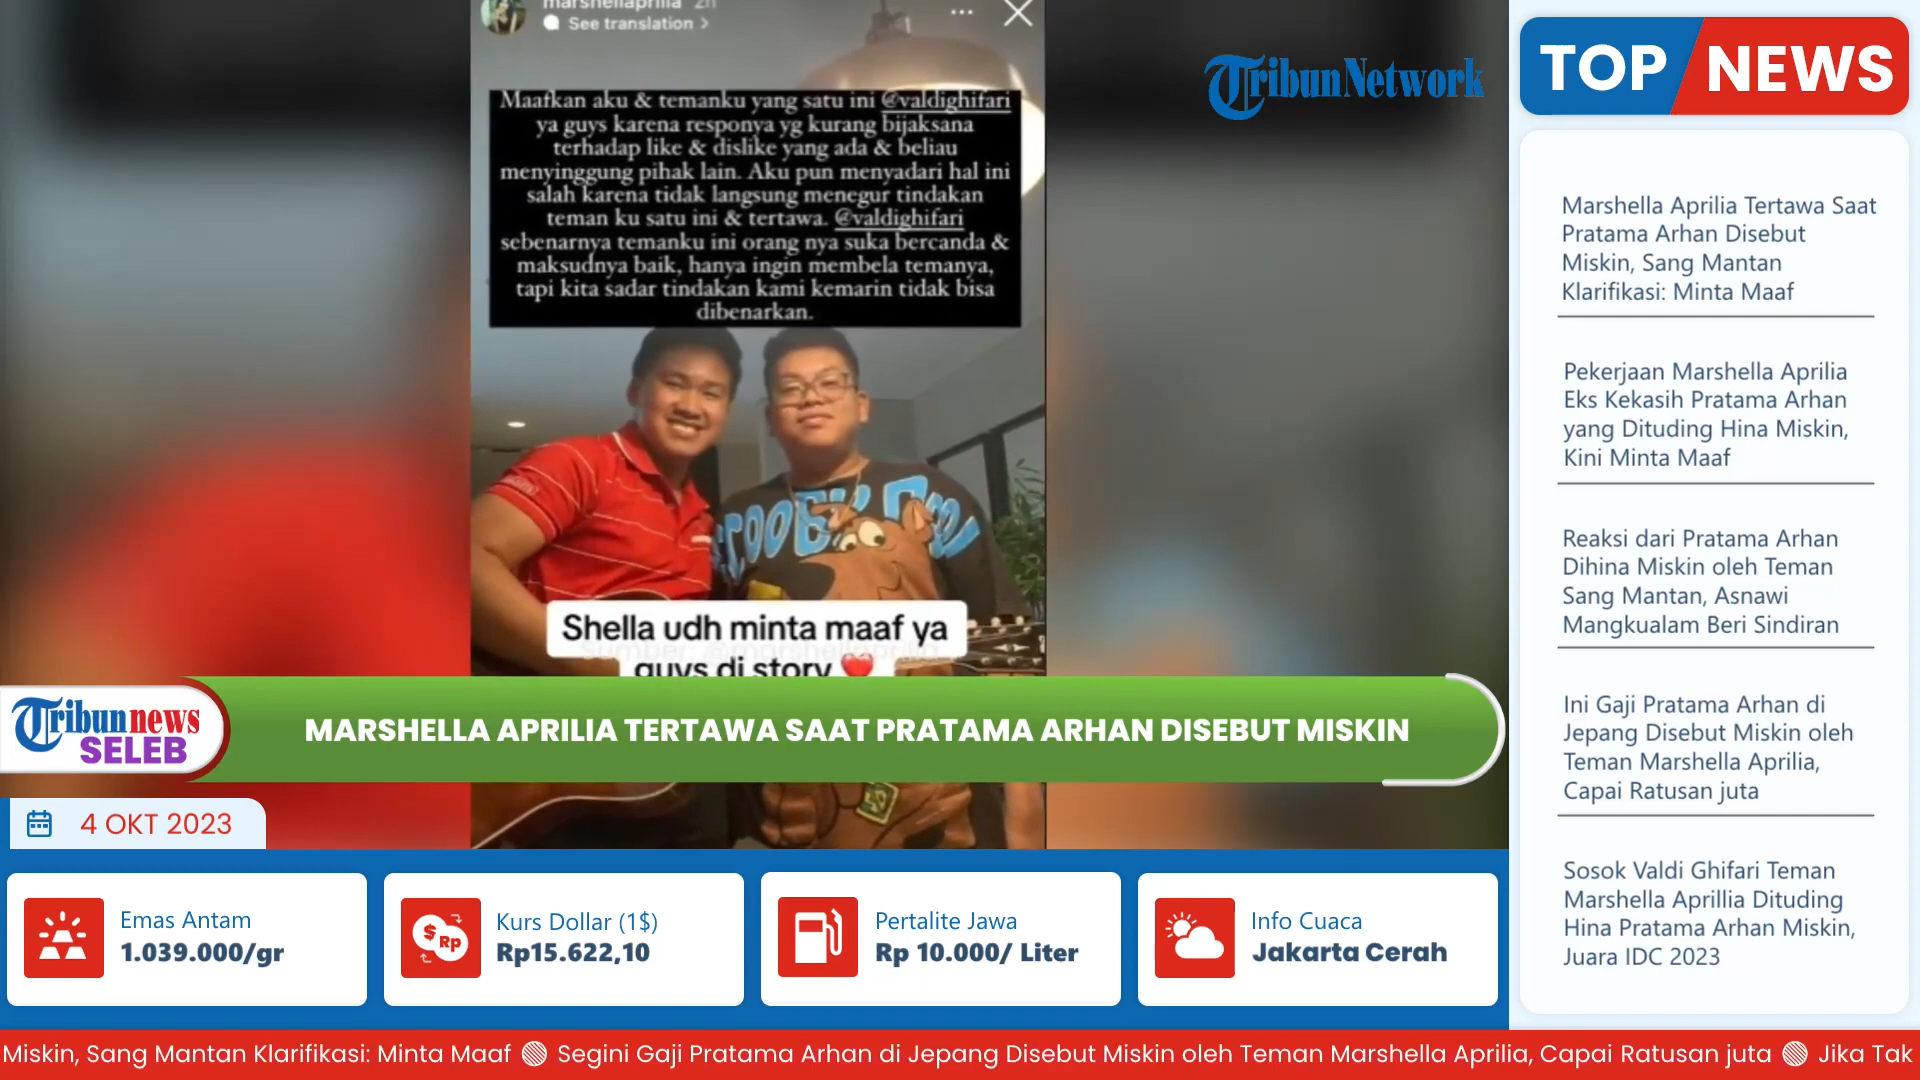 marshellaaprilia 2h
See translation >
Maafkan aku & temanku yang satu ini @valdighifari
ya guys karena responya yg kurang bijaksana
terhadap like & dislike yang ada & beliau
menyinggung pihak lain. Aku pun menyadari hal ini
salah karena tidak langsung menegur tindakan
teman ku satu ini & tertawa. @valdighifari
sebenarnya temanku ini orang nya suka bercanda &
maksudnya baik, hanya ingin membela temanya,
tapi kita sadar tindakan kami kemarin tidak bisa
dibenarkan.
TribunNetwork
SCOOBY DOO!
Shella udh minta maaf ya
Sumber: @marshellaprilia
guys di story
Tribunnews
SELEB
MARSHELLA APRILIA TERTAWA SAAT PRATAMA ARHAN DISEBUT MISKIN
4 OKT 2023
Emas Antam
1.039.000/gr
$ Rp
Kurs Dollar (1$)
Rp15.622,10
Pertalite Jawa
Rp 10.000/ Liter
Info Cuaca
Jakarta Cerah
TOP NEWS
Marshella Aprilia Tertawa Saat
Pratama Arhan Disebut
Miskin, Sang Mantan
Klarifikasi: Minta Maaf
Pekerjaan Marshella Aprilia
Eks Kekasih Pratama Arhan
yang Dituding Hina Miskin,
Kini Minta Maaf
Reaksi dari Pratama Arhan
Dihina Miskin oleh Teman
Sang Mantan, Asnawi
Mangkualam Beri Sindiran
Ini Gaji Pratama Arhan di
Jepang Disebut Miskin oleh
Teman Marshella Aprilia,
Capai Ratusan juta
Sosok Valdi Ghifari Teman
Marshella Aprillia Dituding
Hina Pratama Arhan Miskin,
Juara IDC 2023
Miskin, Sang Mantan Klarifikasi: Minta Maaf Segini Gaji Pratama Arhan di Jepang Disebut Miskin oleh Teman Marshella Aprilia, Capai Ratusan juta Jika Tak